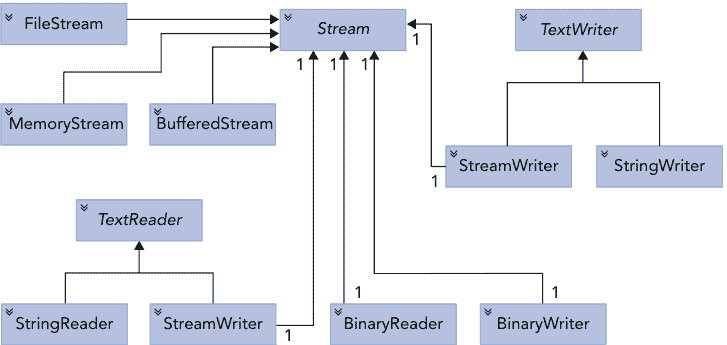 FileStream
Stream
TextWriter
1
1
1
1
MemoryStream
BufferedStream
StreamWriter
StringWriter
1
TextReader
1
1
StringReader
StreamWriter
1
BinaryReader
BinaryWriter